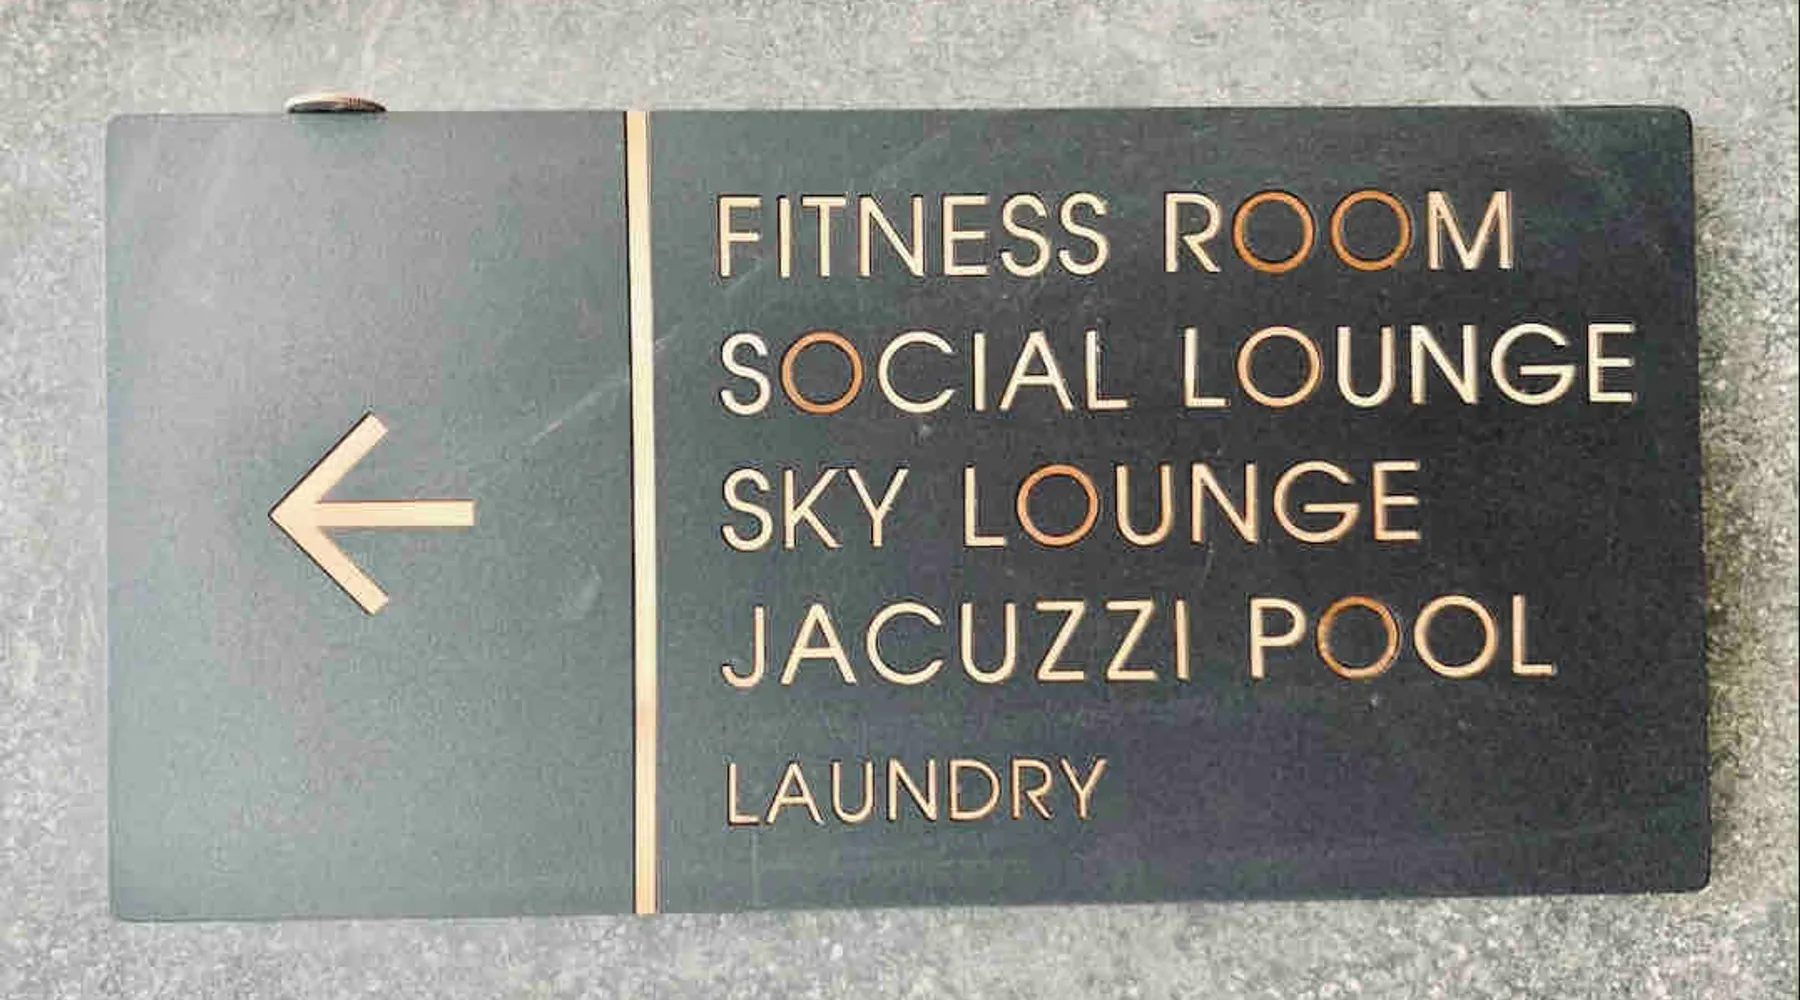 FITNESS ROOM
SOCIAL LOUNGE
SKY LOUNGE
JACUZZI POOL
LAUNDRY